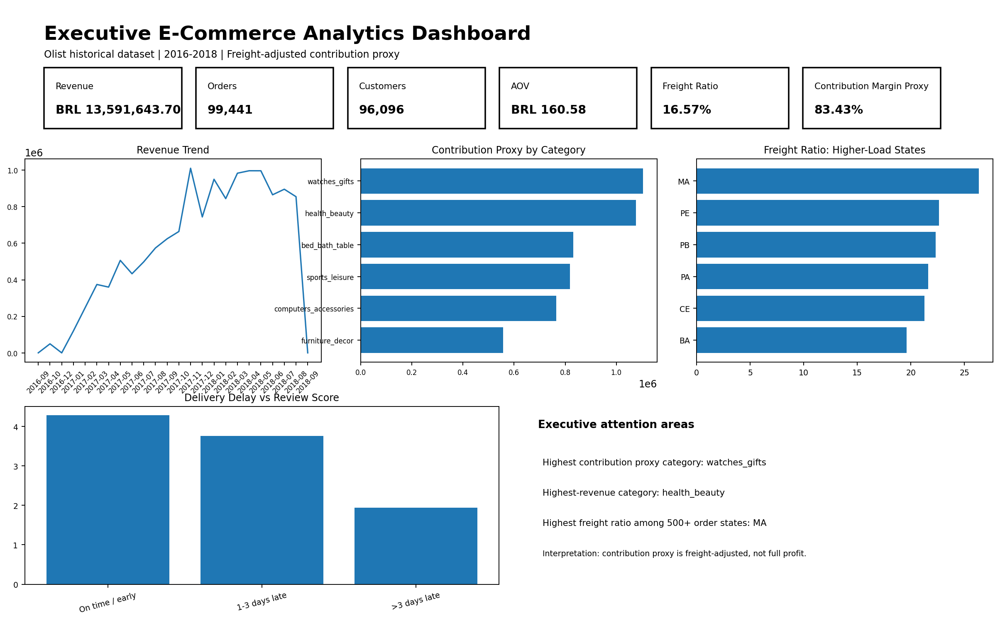 Executive E-Commerce Analytics Dashboard
Olist historical dataset | 2016-2018 | Freight-adjusted contribution proxy
Revenue
BRL 13,591,643.70
Orders
99,441
Customers
96,096
AOV
BRL 160.58
Freight Ratio
16.57%
Contribution Margin Proxy
83.43%
Revenue Trend
1e6
1.0
0.8
0.6
0.4
0.2
0.0
2016-09
2016-10
2016-12
2017-01
2017-02
2017-03
2017-04
2017-05
2017-06
2017-07
2017-08
2017-09
2017-10
2017-11
2017-12
2018-01
2018-02
2018-03
2018-04
2018-05
2018-06
2018-07
2018-08
2018-09
Contribution Proxy by Category
watches_gifts
health_beauty
bed_bath_table
sports_leisure
computers_accessories
furniture_decor
0.0
0.2
0.4
0.6
0.8
1.0
1e6
Freight Ratio: Higher-Load States
MA
PE
PB
PA
CE
BA
0
5
10
15
20
25
Delivery Delay vs Review Score
4
3
2
1
0
On time / early
1-3 days late
>3 days late
Executive attention areas
Highest contribution proxy category: watches_gifts
Highest-revenue category: health_beauty
Highest freight ratio among 500+ order states: MA
Interpretation: contribution proxy is freight-adjusted, not full profit.